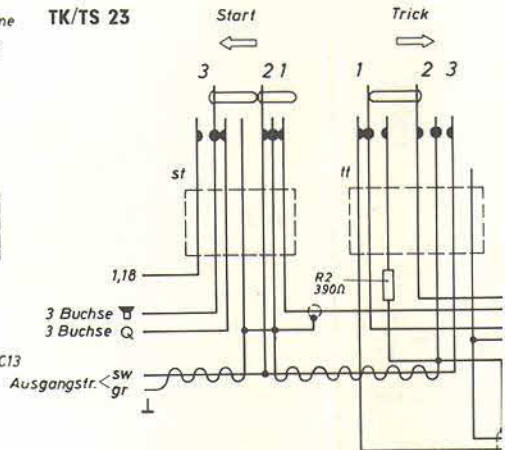 ne TK/TS 23
Start Trick
3 2 1 1 2 3
st tt
R2
390Ω
1,18
3 Buchse
3 Buchse Q
C13
Ausgangstr. sw
gr